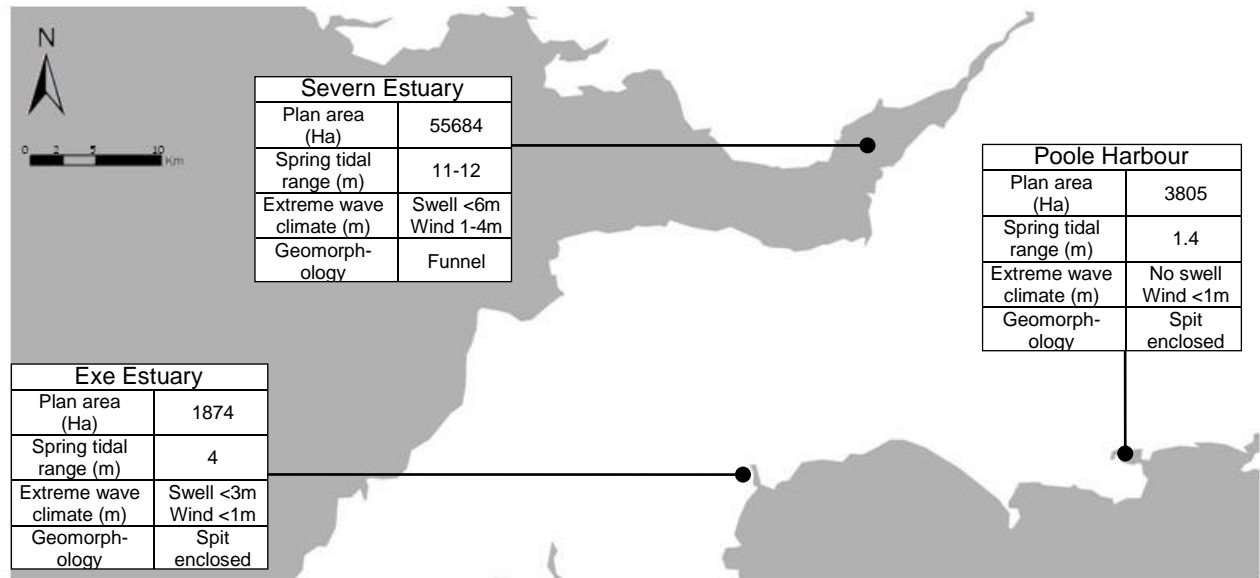 N
0 2 5 10
Km
Severn Estuary
Plan area
(Ha)
55684
Spring tidal
range (m)
11-12
Extreme wave
climate (m)
Swell <6m
Wind 1-4m
Geomorph-
ology
Funnel
Poole Harbour
Plan area
(Ha)
3805
Spring tidal
range (m)
1.4
Extreme wave
climate (m)
No swell
Wind <1m
Geomorph-
ology
Spit
enclosed
Exe Estuary
Plan area
(Ha)
1874
Spring tidal
range (m)
4
Extreme wave
climate (m)
Swell <3m
Wind <1m
Geomorph-
ology
Spit
enclosed